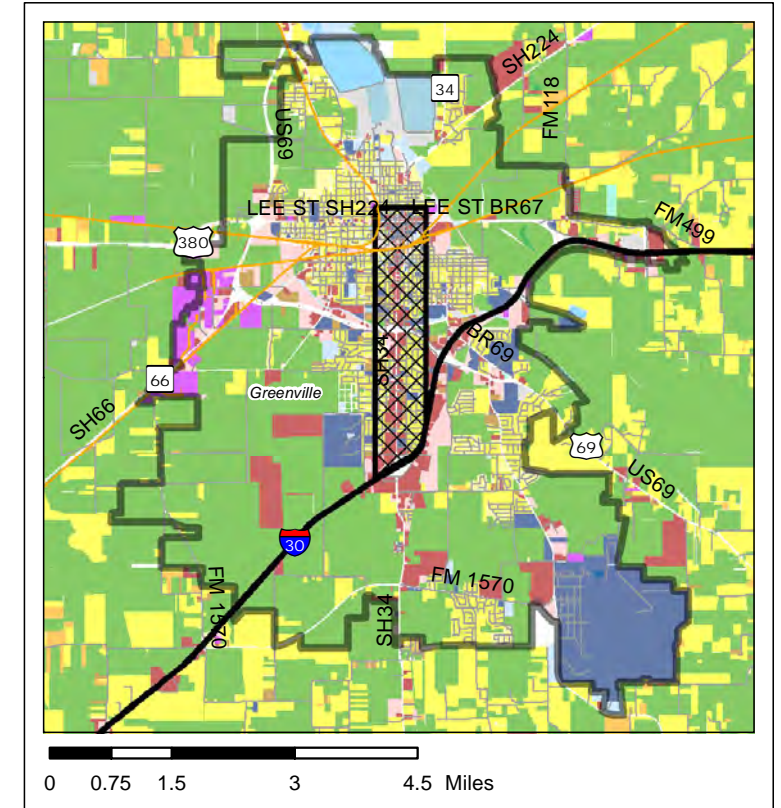 SH224
34
FM118
US69
LEE ST SH224
LEE ST BR67
FM499
380
BR69
SH34
66
Greenville
SH66
69
US69
30
FM 1570
FM 1570
SH34
0 0.75 1.5 3 4.5 Miles